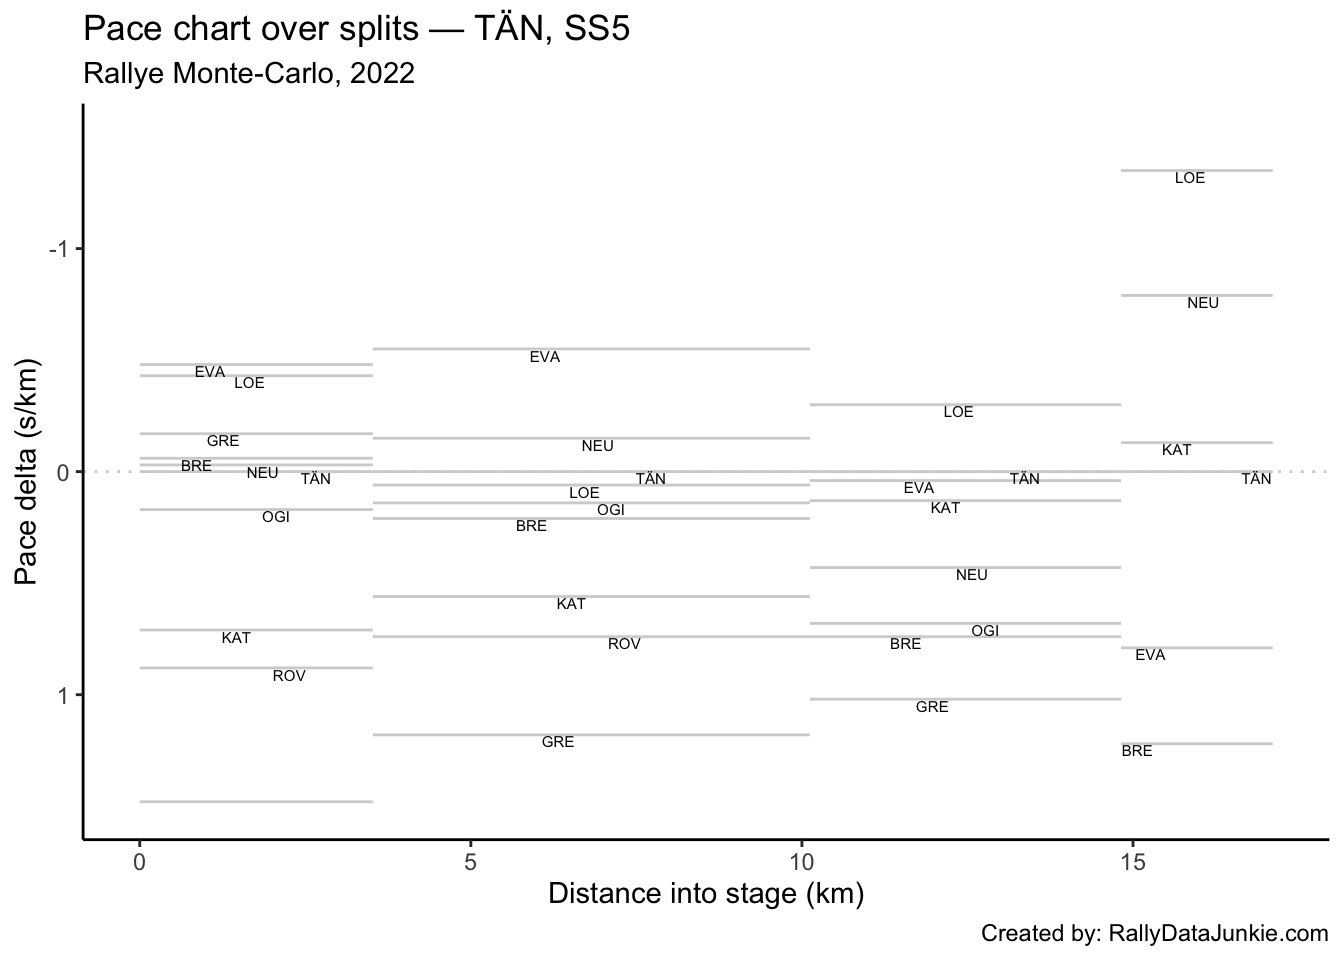 Pace chart over splits — TÄN, SS5
Rallye Monte-Carlo, 2022
Pace delta (s/km)
-1
0
1
EVA
LOE
GRE
BRE
NEU
TÄN
OGI
KAT
ROV
EVA
NEU
TÄN
LOE
OGI
BRE
KAT
ROV
GRE
LOE
TÄN
EVA
KAT
NEU
OGI
BRE
GRE
LOE
NEU
KAT
TÄN
EVA
BRE
0 5 10 15
Distance into stage (km)
Created by: RallyDataJunkie.com